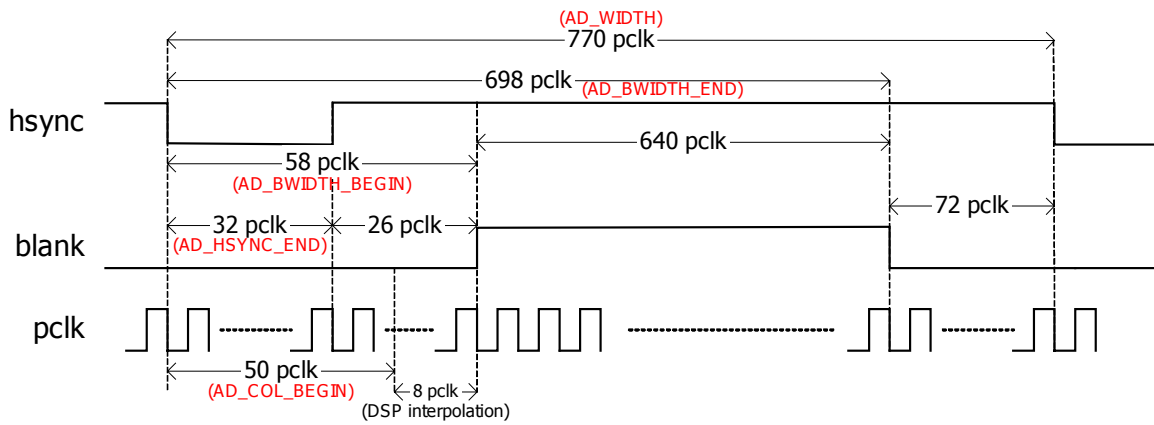 (AD_WIDTH)
770 pclk
698 pclk
(AD_BWIDTH_END)
hsync
640 pclk
58 pclk
(AD_BWIDTH_BEGIN)
72 pclk
32 pclk
26 pclk
(AD_HSYNC_END)
blank
pclk
50 pclk
(AD_COL_BEGIN)
8 pclk
(DSP interpolation)